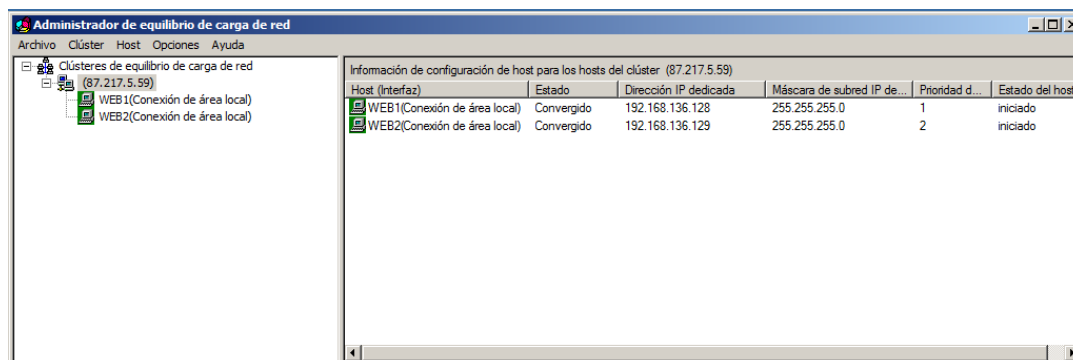 Administrador de equilibrio de carga de red
Archivo Clúster Host Opciones Ayuda
Clústeres de equilibrio de carga de red
(87.217.5.59)
WEB1(Conexión de área local)
WEB2(Conexión de área local)
Información de configuración de host para los hosts del clúster (87.217.5.59)
Host (Interfaz) Estado Dirección IP dedicada Máscara de subred IP de... Prioridad d... Estado del host
WEB1(Conexión de área local) Convergido 192.168.136.128 255.255.255.0 1 iniciado
WEB2(Conexión de área local) Convergido 192.168.136.129 255.255.255.0 2 iniciado